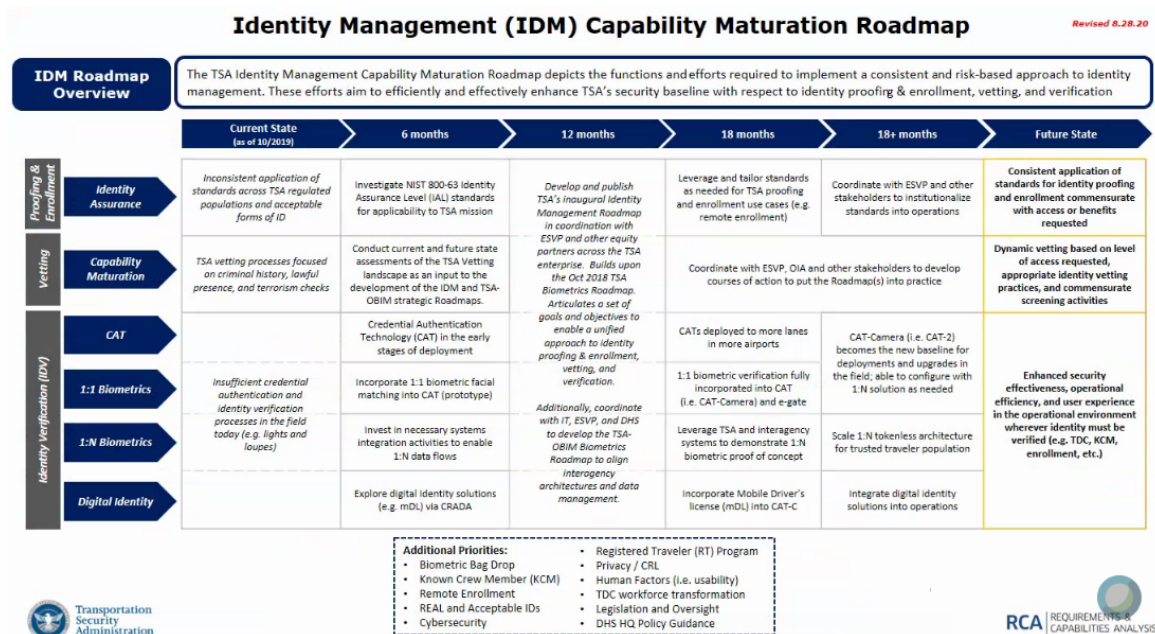 Identity Management (IDM) Capability Maturation Roadmap
Revised 8.28.20
IDM Roadmap
Overview
The TSA Identity Management Capability Maturation Roadmap depicts the functions and efforts required to implement a consistent and risk-based approach to identity
management. These efforts aim to efficiently and effectively enhance TSA's security baseline with respect to identity proofing & enrollment, vetting, and verification
Current State
(as of 10/2019)
6 months
12 months
18 months
18+ months
Future State
Proofing &
Enrollment
Identity
Assurance
Inconsistent application of
standards across TSA regulated
populations and acceptable
forms of ID
Investigate NIST 800-63 Identity
Assurance Level (IAL) standards
for applicability to TSA mission
Develop and publish
TSA's inaugural Identity
Management Roadmap
in coordination with
ESVP and other equity
partners across the TSA
enterprise. Builds upon
the Oct 2018 TSA
Biometrics Roadmap.
Articulates a set of
goals and objectives to
enable a unified
approach to identity
proofing & enrollment,
vetting, and
verification.
Additionally, coordinate
with IT, ESVP, and DHS
to develop the TSA-
OBIM Biometrics
Roadmap to align
interagency
architectures and data
management.
Leverage and tailor standards
as needed for TSA proofing
and enrollment use cases (e.g.
remote enrollment)
Coordinate with ESVP and other
stakeholders to institutionalize
standards into operations
Consistent application of
standards for identity proofing
and enrollment commensurate
with access or benefits
requested
Vetting
Capability
Maturation
TSA vetting processes focused
on criminal history, lawful
presence, and terrorism checks
Conduct current and future state
assessments of the TSA Vetting
landscape as an input to the
development of the IDM and TSA-
OBIM strategic Roadmaps.
Coordinate with ESVP, OIA and other stakeholders to develop
courses of action to put the Roadmap(s) into practice
Dynamic vetting based on level
of access requested,
appropriate identity vetting
practices, and commensurate
screening activities
Identity Verification (IDV)
CAT
Insufficient credential
authentication and
identity verification
processes in the field
today (e.g. lights and
loupes)
Credential Authentication
Technology (CAT) in the early
stages of deployment
CATs deployed to more lanes
in more airports
CAT-Camera (i.e. CAT-2)
becomes the new baseline for
deployments and upgrades in
the field; able to configure with
1:N solution as needed
Enhanced security
effectiveness, operational
efficiency, and user experience
in the operational environment
wherever identity must be
verified (e.g. TDC, KCM,
enrollment, etc.)
1:1 Biometrics
Incorporate 1:1 biometric facial
matching into CAT (prototype)
1:1 biometric verification fully
incorporated into CAT
(i.e. CAT-Camera) and e-gate
1:N Biometrics
Invest in necessary systems
integration activities to enable
1:N data flows
Leverage TSA and interagency
systems to demonstrate 1:N
biometric proof of concept
Scale 1:N tokenless architecture
for trusted traveler population
Digital Identity
Explore digital identity solutions
(e.g. mDL) via CRADA
Incorporate Mobile Driver's
license (mDL) into CAT-C
Integrate digital identity
solutions into operations
Additional Priorities:
• Biometric Bag Drop
• Known Crew Member (KCM)
• Remote Enrollment
• REAL and Acceptable IDs
• Cybersecurity
• Registered Traveler (RT) Program
• Privacy / CRL
• Human Factors (i.e. usability)
• TDC workforce transformation
• Legislation and Oversight
• DHS HQ Policy Guidance
Transportation
Security
Administration
RCA
REQUIREMENTS &
CAPABILITIES ANALYSIS